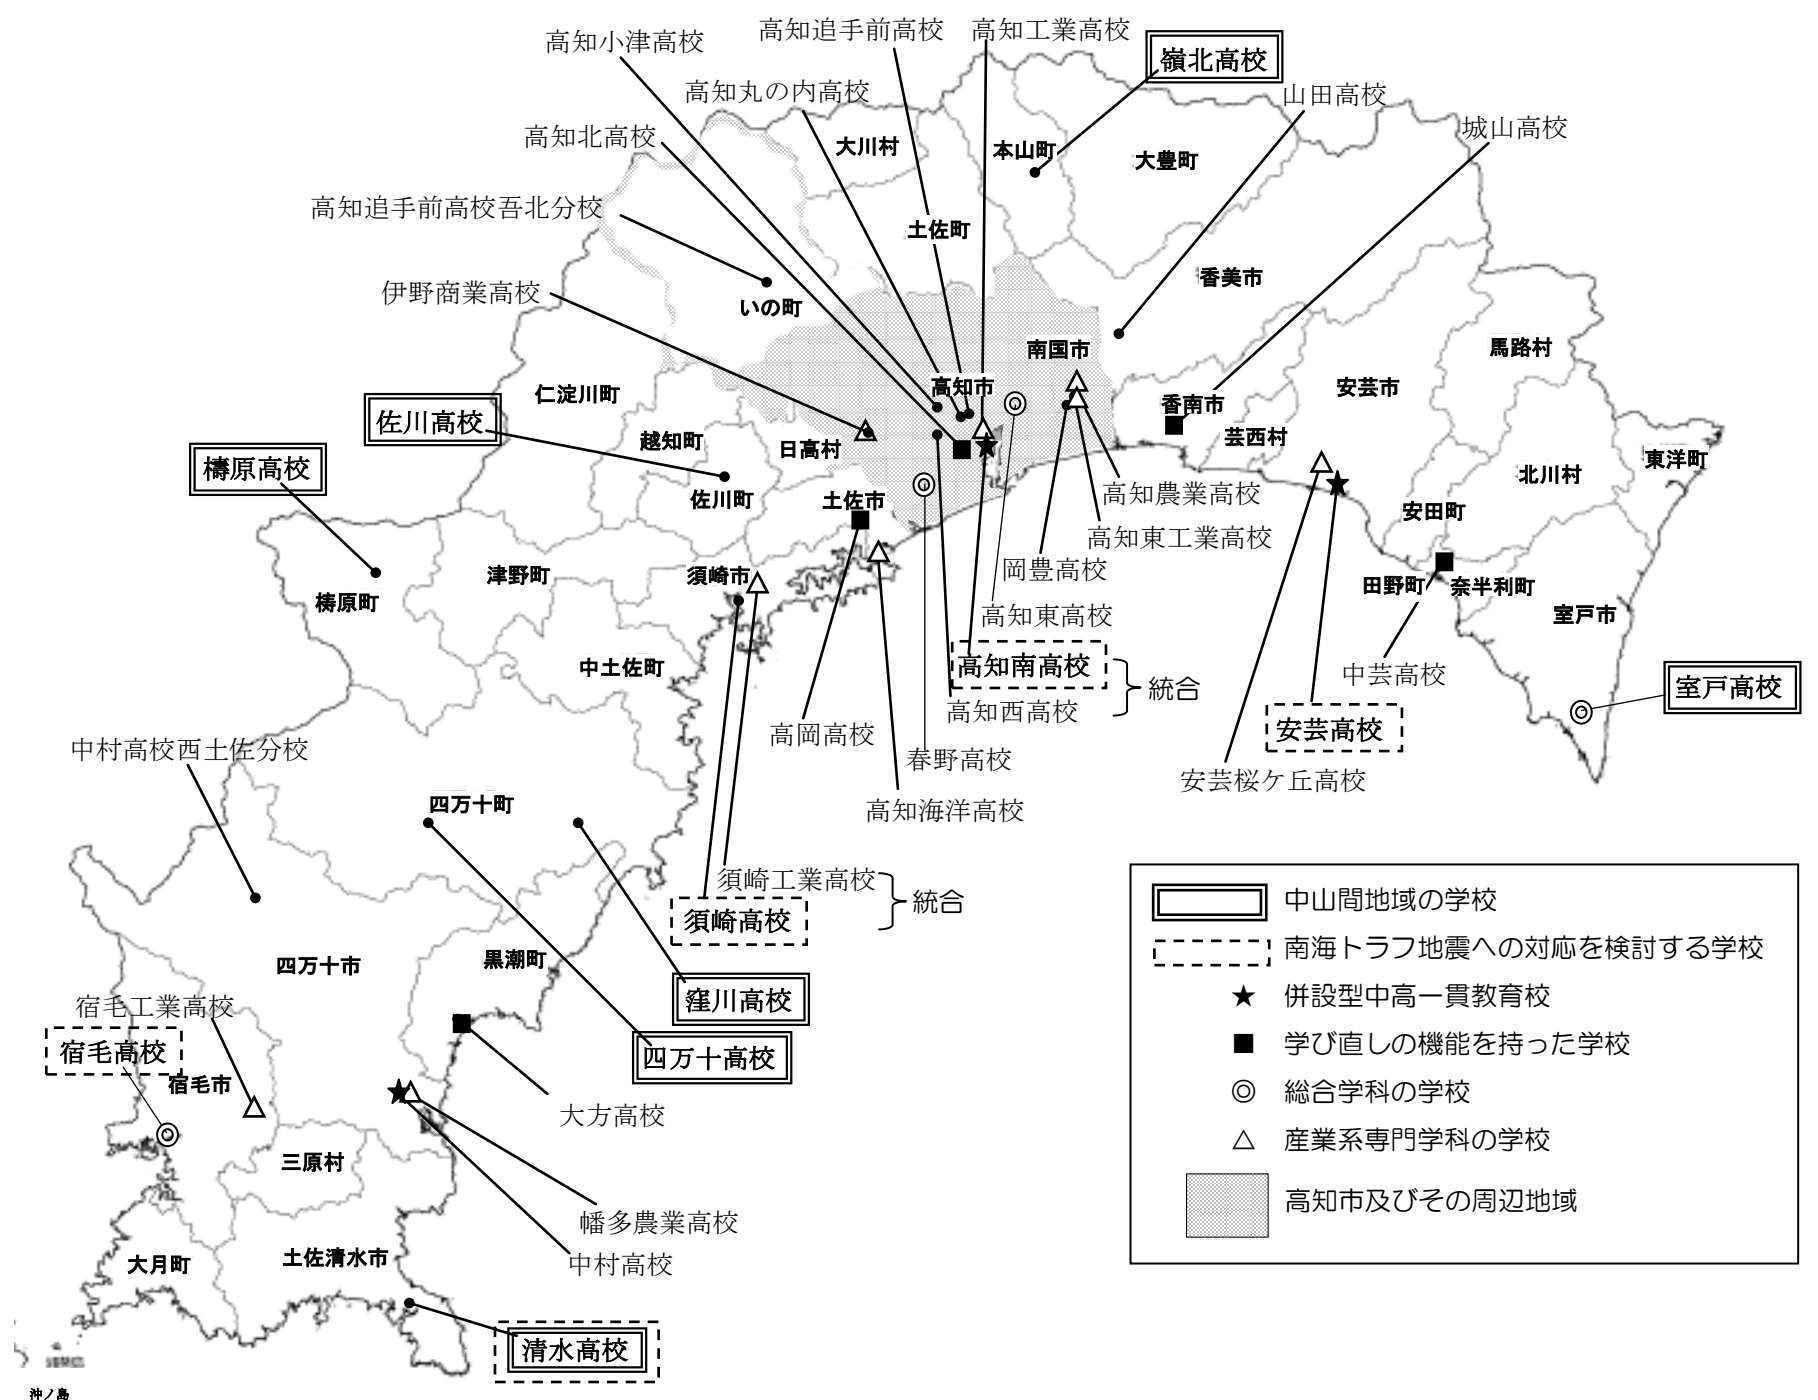 高知追手前高校
高知工業高校
高知小津高校
嶺北高校
高知丸の内高校
山田高校
高知北高校
城山高校
大川村
本山町
大豊町
高知追手前高校吾北分校
土佐町
香美市
伊野商業高校
いの町
南国市
馬路村
高知市
安芸市
仁淀川町
香南市
佐川高校
越知町
芸西村
日高村
東洋町
檮原高校
北川村
佐川町
土佐市
高知農業高校
安田町
高知東工業高校
津野町
須崎市
岡豊高校
田野町
奈半利町
梼原町
高知東高校
室戸市
中土佐町
高知南高校
中芸高校
統合
室戸高校
高知西高校
安芸高校
高岡高校
中村高校西土佐分校
春野高校
安芸桜ケ丘高校
四万十町
高知海洋高校
須崎工業高校
統合
須崎高校
黒潮町
四万十市
窪川高校
宿毛工業高校
宿毛高校
四万十高校
宿毛市
大方高校
三原村
幡多農業高校
大月町
土佐清水市
中村高校
清水高校
沖ノ島
中山間地域の学校
南海トラフ地震への対応を検討する学校
★ 併設型中高一貫教育校
■ 学び直しの機能を持った学校
◎ 総合学科の学校
△ 産業系専門学科の学校
高知市及びその周辺地域